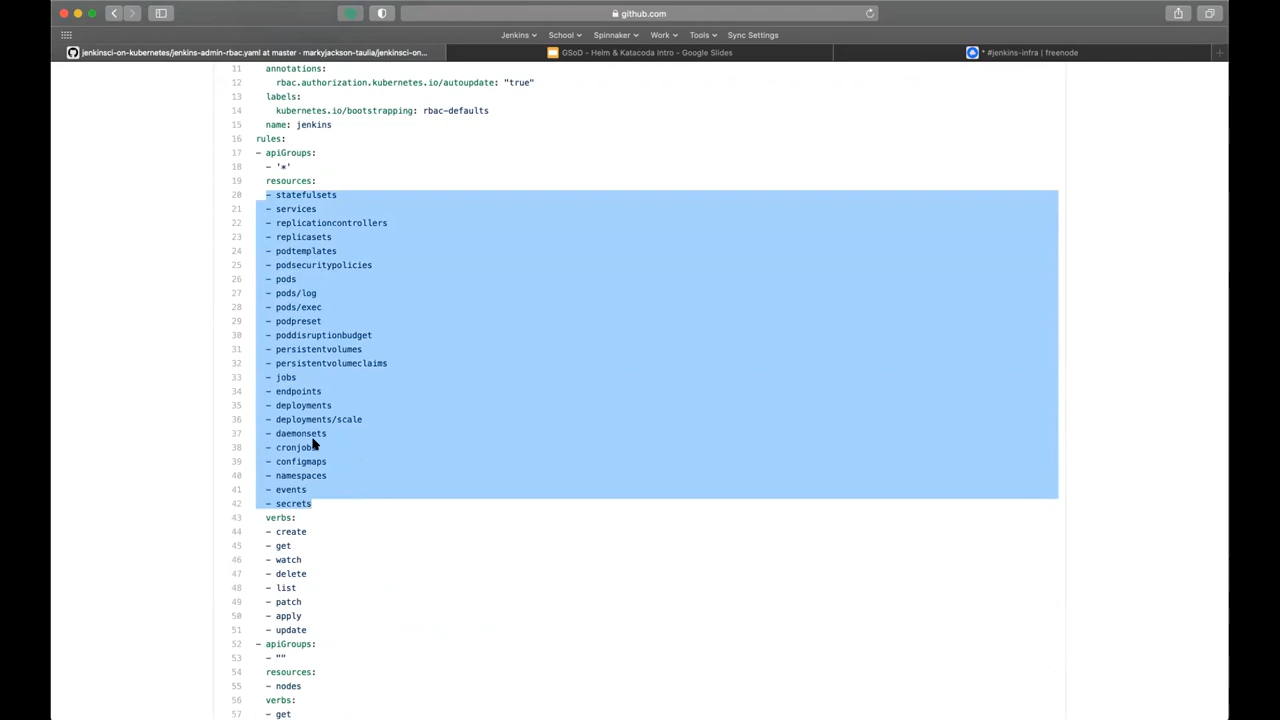 github.com
Jenkins School Spinnaker Work Tools Sync Settings
jenkinsci-on-kubernetes/jenkins-admin-rbac.yaml at master · markyjackson-taulia/jenkinsci-on... GSoD - Helm & Katacoda Intro - Google Slides * #jenkins-infra | freenode
11 annotations:
12 rbac.authorization.kubernetes.io/autoupdate: "true"
13 labels:
14 kubernetes.io/bootstrapping: rbac-defaults
15 name: jenkins
16 rules:
17 - apiGroups:
18 - '*'
19 resources:
20 - statefulsets
21 - services
22 - replicationcontrollers
23 - replicasets
24 - podtemplates
25 - podsecuritypolicies
26 - pods
27 - pods/log
28 - pods/exec
29 - podpreset
30 - poddisruptionbudget
31 - persistentvolumes
32 - persistentvolumeclaims
33 - jobs
34 - endpoints
35 - deployments
36 - deployments/scale
37 - daemonsets
38 - cronjobs
39 - configmaps
40 - namespaces
41 - events
42 - secrets
43 verbs:
44 - create
45 - get
46 - watch
47 - delete
48 - list
49 - patch
50 - apply
51 - update
52 - apiGroups:
53 - ""
54 resources:
55 - nodes
56 verbs:
57 - get